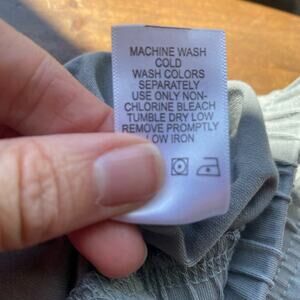 MACHINE WASH
COLD
WASH COLORS
SEPARATELY
USE ONLY NON-
CHLORINE BLEACH
TUMBLE DRY LOW
REMOVE PROMPTLY
LOW IRON